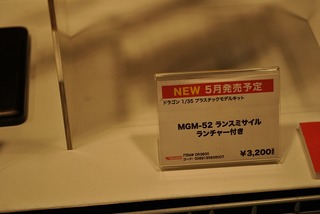 NEW 5月発売予定
ドラゴン 1/35 プラスチックモデルキット
MGM-52 ランスミサイル
ランチャー付き
¥3,200!